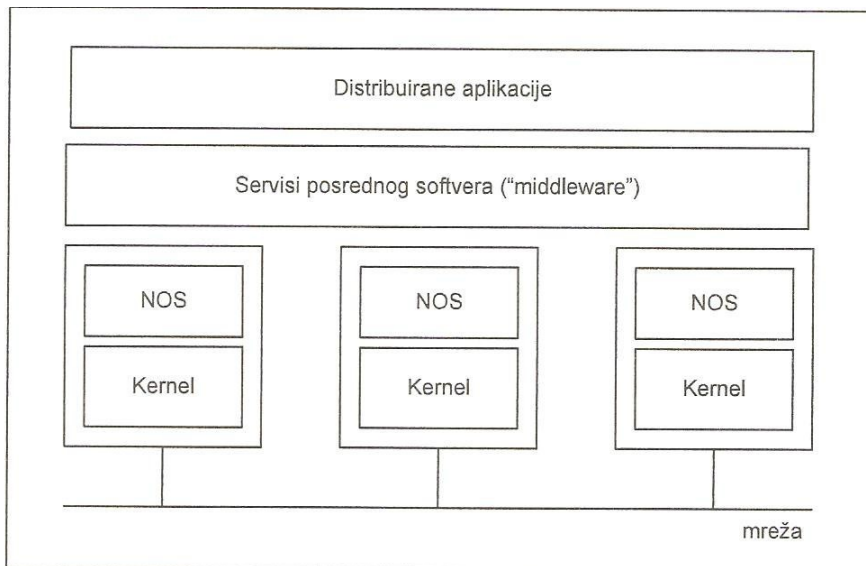 Distribuirane aplikacije
Servisi posrednog softvera (“middleware”)
NOS
NOS
NOS
Kernel
Kernel
Kernel
mreža